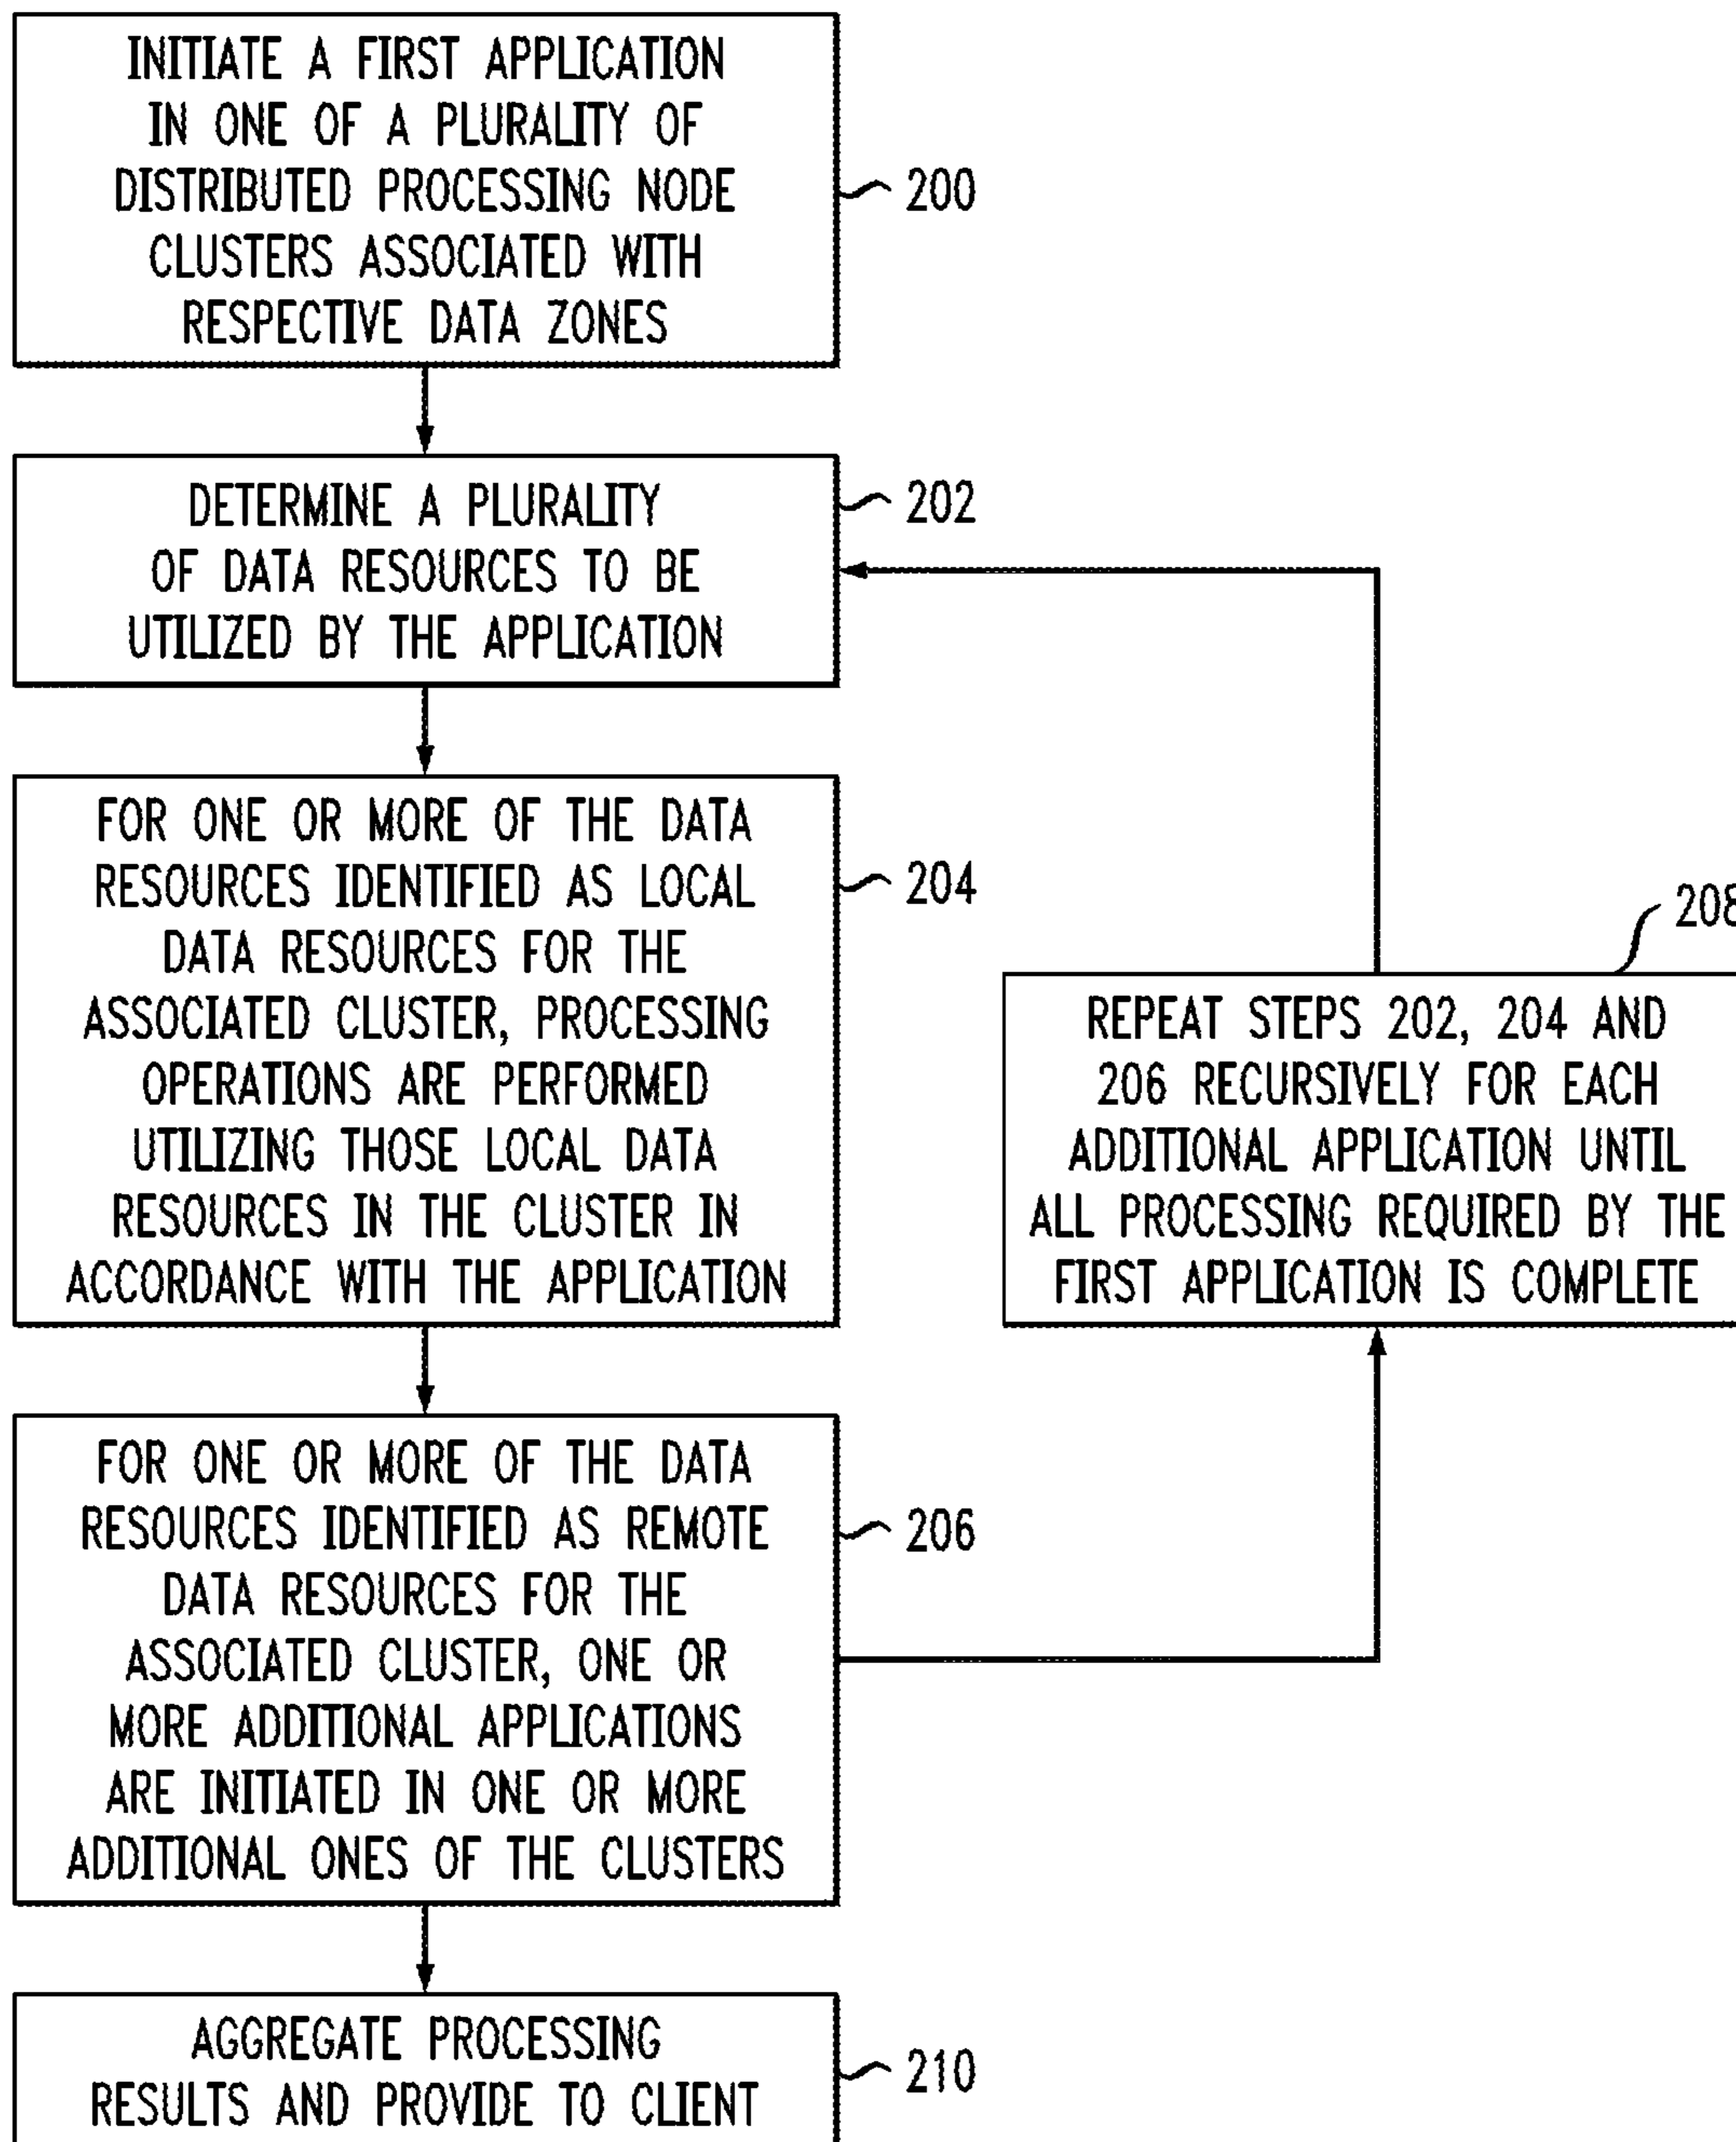 INITIATE A FIRST APPLICATION
IN ONE OF A PLURALITY OF
DISTRIBUTED PROCESSING NODE
CLUSTERS ASSOCIATED WITH
RESPECTIVE DATA ZONES
200
DETERMINE A PLURALITY
OF DATA RESOURCES TO BE
UTILIZED BY THE APPLICATION
202
FOR ONE OR MORE OF THE DATA
RESOURCES IDENTIFIED AS LOCAL
DATA RESOURCES FOR THE
ASSOCIATED CLUSTER, PROCESSING
OPERATIONS ARE PERFORMED
UTILIZING THOSE LOCAL DATA
RESOURCES IN THE CLUSTER IN
ACCORDANCE WITH THE APPLICATION
204
208
REPEAT STEPS 202, 204 AND
206 RECURSIVELY FOR EACH
ADDITIONAL APPLICATION UNTIL
ALL PROCESSING REQUIRED BY THE
FIRST APPLICATION IS COMPLETE
FOR ONE OR MORE OF THE DATA
RESOURCES IDENTIFIED AS REMOTE
DATA RESOURCES FOR THE
ASSOCIATED CLUSTER, ONE OR
MORE ADDITIONAL APPLICATIONS
ARE INITIATED IN ONE OR MORE
ADDITIONAL ONES OF THE CLUSTERS
206
AGGREGATE PROCESSING
RESULTS AND PROVIDE TO CLIENT
210